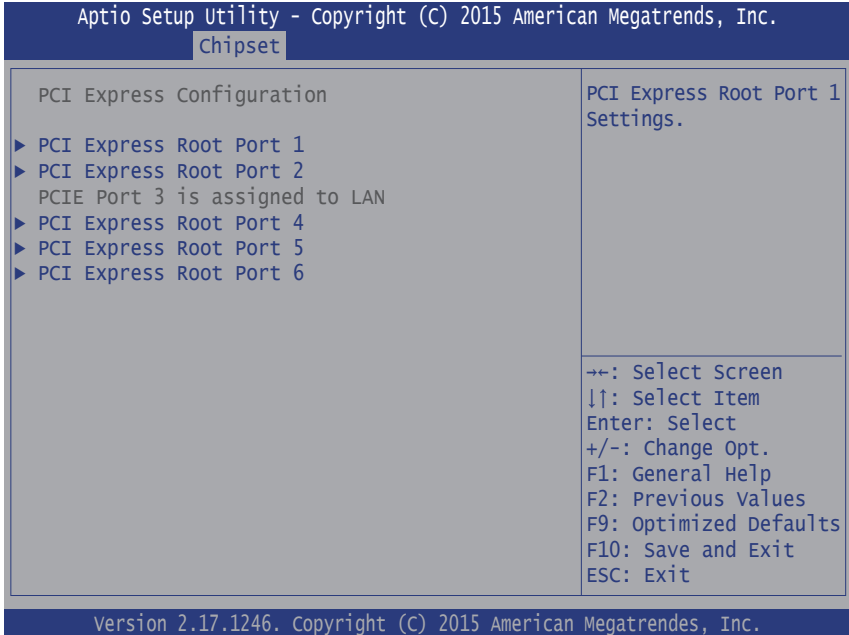 Aptio Setup Utility - Copyright (C) 2015 American Megatrends, Inc.
Chipset
PCI Express Configuration
► PCI Express Root Port 1
► PCI Express Root Port 2
PCIE Port 3 is assigned to LAN
► PCI Express Root Port 4
► PCI Express Root Port 5
► PCI Express Root Port 6
PCI Express Root Port 1
Settings.
→←: Select Screen
↓↑: Select Item
Enter: Select
+/-: Change Opt.
F1: General Help
F2: Previous Values
F9: Optimized Defaults
F10: Save and Exit
ESC: Exit
Version 2.17.1246. Copyright (C) 2015 American Megatrendes, Inc.